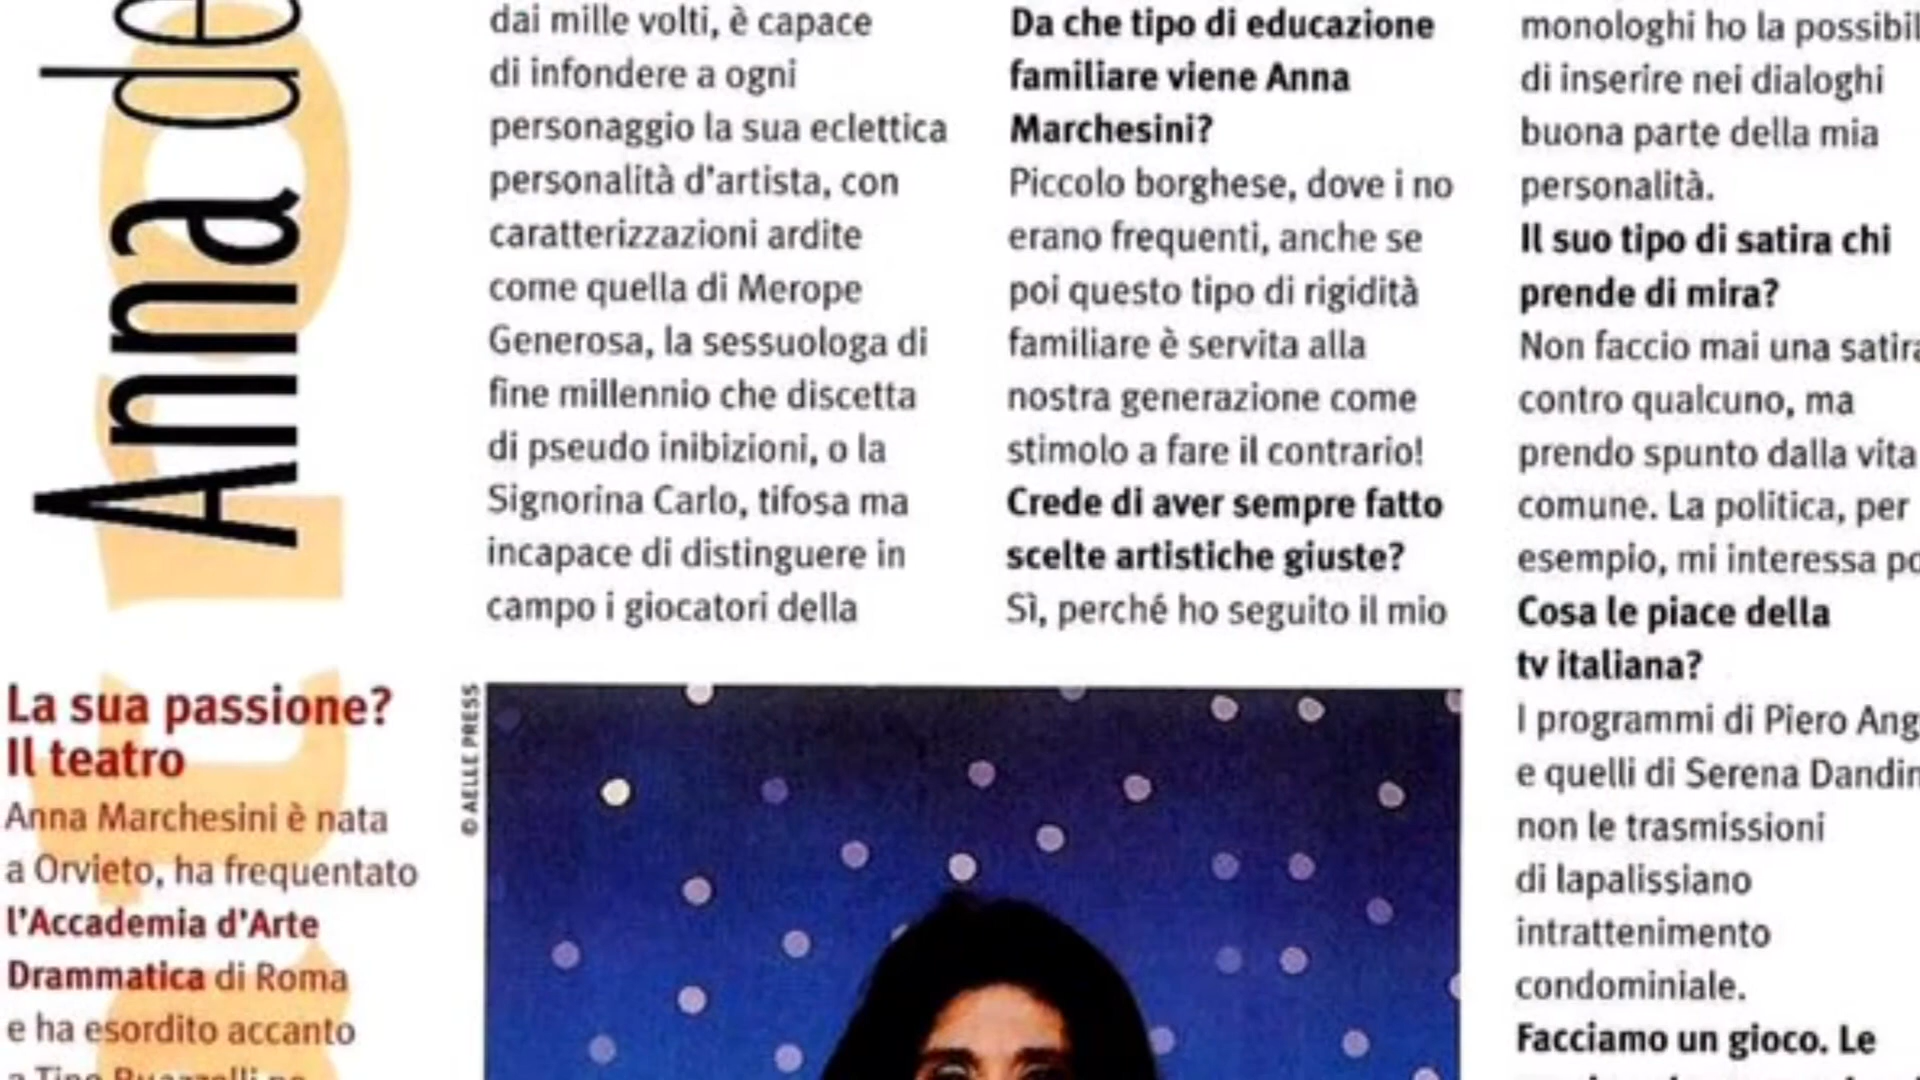 Anna de
La sua passione?
Il teatro
Anna Marchesini è nata
a Orvieto, ha frequentato
l'Accademia d'Arte
Drammatica di Roma
e ha esordito accanto
a Tino Buazzelli
dai mille volti, è capace
di infondere a ogni
personaggio la sua eclettica
personalità d'artista, con
caratterizzazioni ardite
come quella di Merope
Generosa, la sessuologa di
fine millennio che discetta
di pseudo inibizioni, o la
Signorina Carlo, tifosa ma
incapace di distinguere in
campo i giocatori della
© AELLE PRESS
Da che tipo di educazione
familiare viene Anna
Marchesini?
Piccolo borghese, dove i no
erano frequenti, anche se
poi questo tipo di rigidità
familiare è servita alla
nostra generazione come
stimolo a fare il contrario!
Crede di aver sempre fatto
scelte artistiche giuste?
Sì, perché ho seguito il mio
monologhi ho la possibil
di inserire nei dialoghi
buona parte della mia
personalità.
Il suo tipo di satira chi
prende di mira?
Non faccio mai una satira
contro qualcuno, ma
prendo spunto dalla vita
comune. La politica, per
esempio, mi interessa po
Cosa le piace della
tv italiana?
I programmi di Piero Ang
e quelli di Serena Dandin
non le trasmissioni
di lapalissiano
intrattenimento
condominiale.
Facciamo un gioco. Le